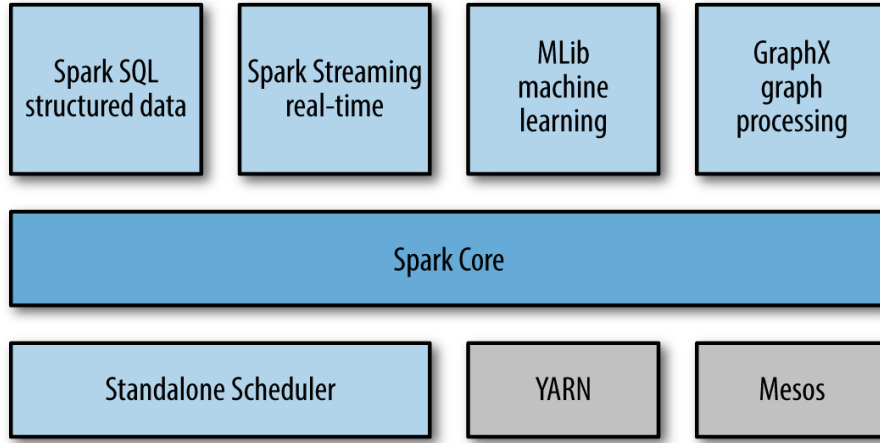 Spark SQL
structured data
Spark Streaming
real-time
MLib
machine
learning
GraphX
graph
processing
Spark Core
Standalone Scheduler
YARN
Mesos